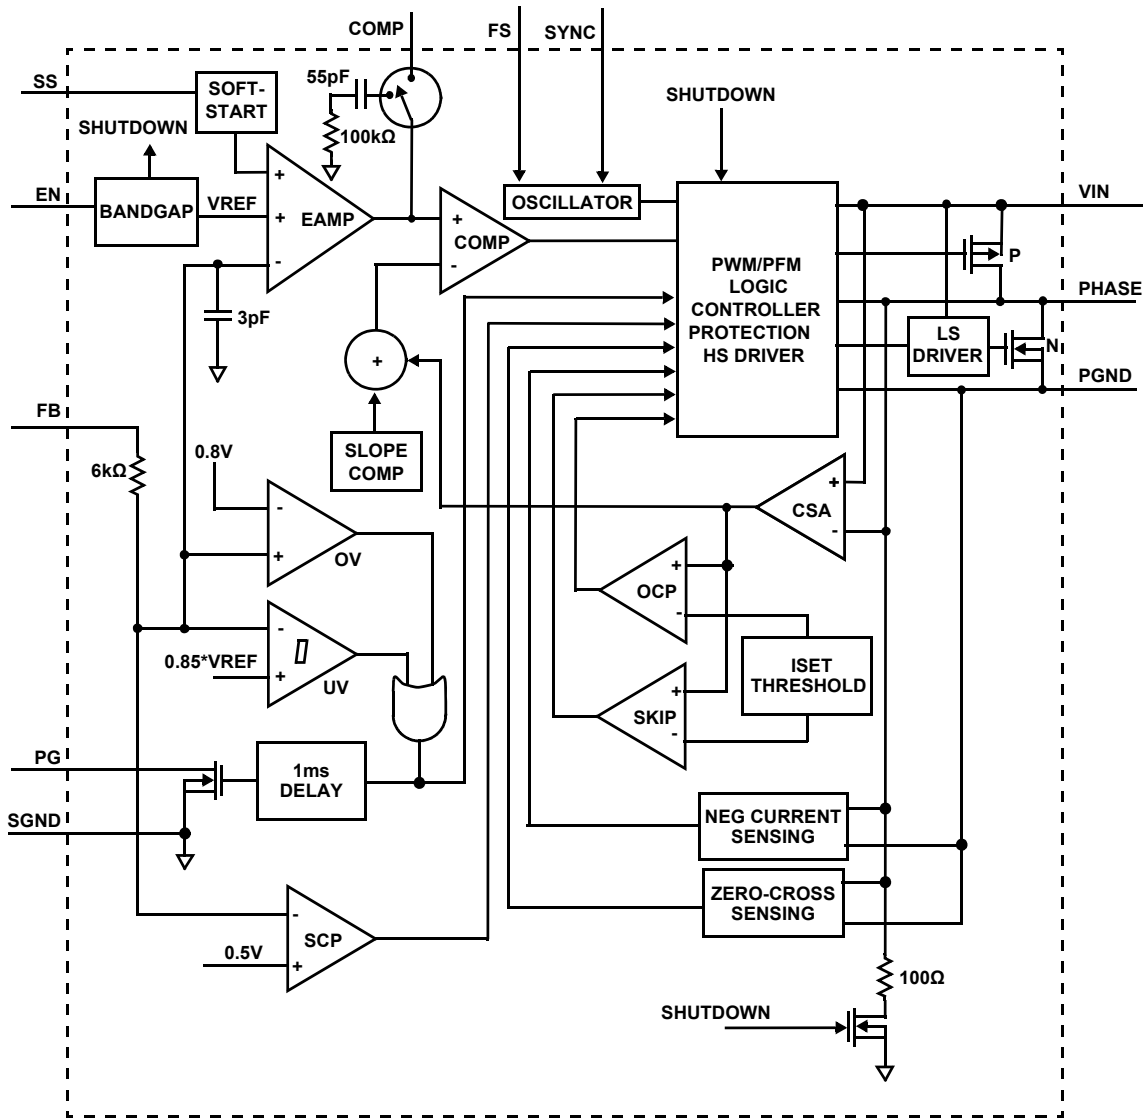 COMP
FS
SYNC
SS
SOFT-
START
55pF
100kΩ
SHUTDOWN
SHUTDOWN
EN
BANDGAP
VREF
+
+
-
EAMP
+
-
COMP
OSCILLATOR
PWM/PFM
LOGIC
CONTROLLER
PROTECTION
HS DRIVER
VIN
P
PHASE
LS
DRIVER
N
PGND
3pF
+
SLOPE
COMP
FB
6kΩ
0.8V
-
+
OV
-
+
UV
0.85*VREF
+
-
CSA
+
-
OCP
ISET
THRESHOLD
+
-
SKIP
PG
1ms
DELAY
SGND
NEG CURRENT
SENSING
ZERO-CROSS
SENSING
-
+
SCP
0.5V
100Ω
SHUTDOWN